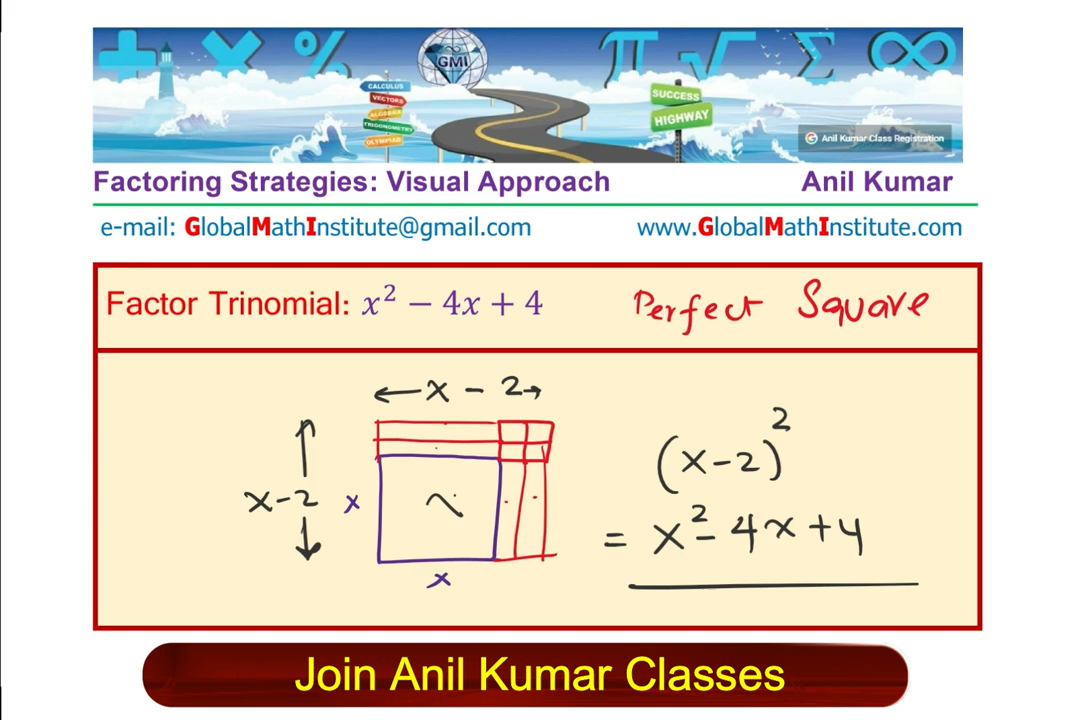 GMI
CALCULUS
VECTORS
ALGEBRA
TRIGONOMETRY
OLYMPIAD
SUCCESS
HIGHWAY
Anil Kumar Class Registration
Factoring Strategies: Visual Approach Anil Kumar
e-mail: GlobalMathInstitute@gmail.com www.GlobalMathInstitute.com
Factor Trinomial: x² − 4x + 4 Perfect Square
←x − 2→
x-2 x
x
(x-2)²
= x² - 4x + 4
Join Anil Kumar Classes